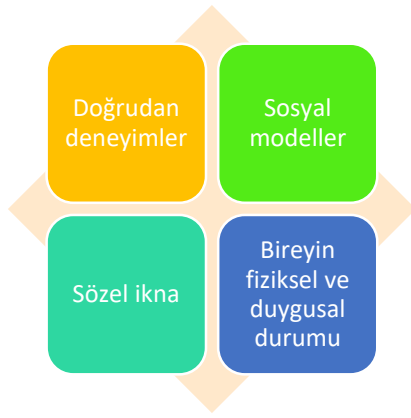 Doğrudan
deneyimler
Sosyal
modeller
Sözel ikna
Bireyin
fiziksel ve
duygusal
durumu